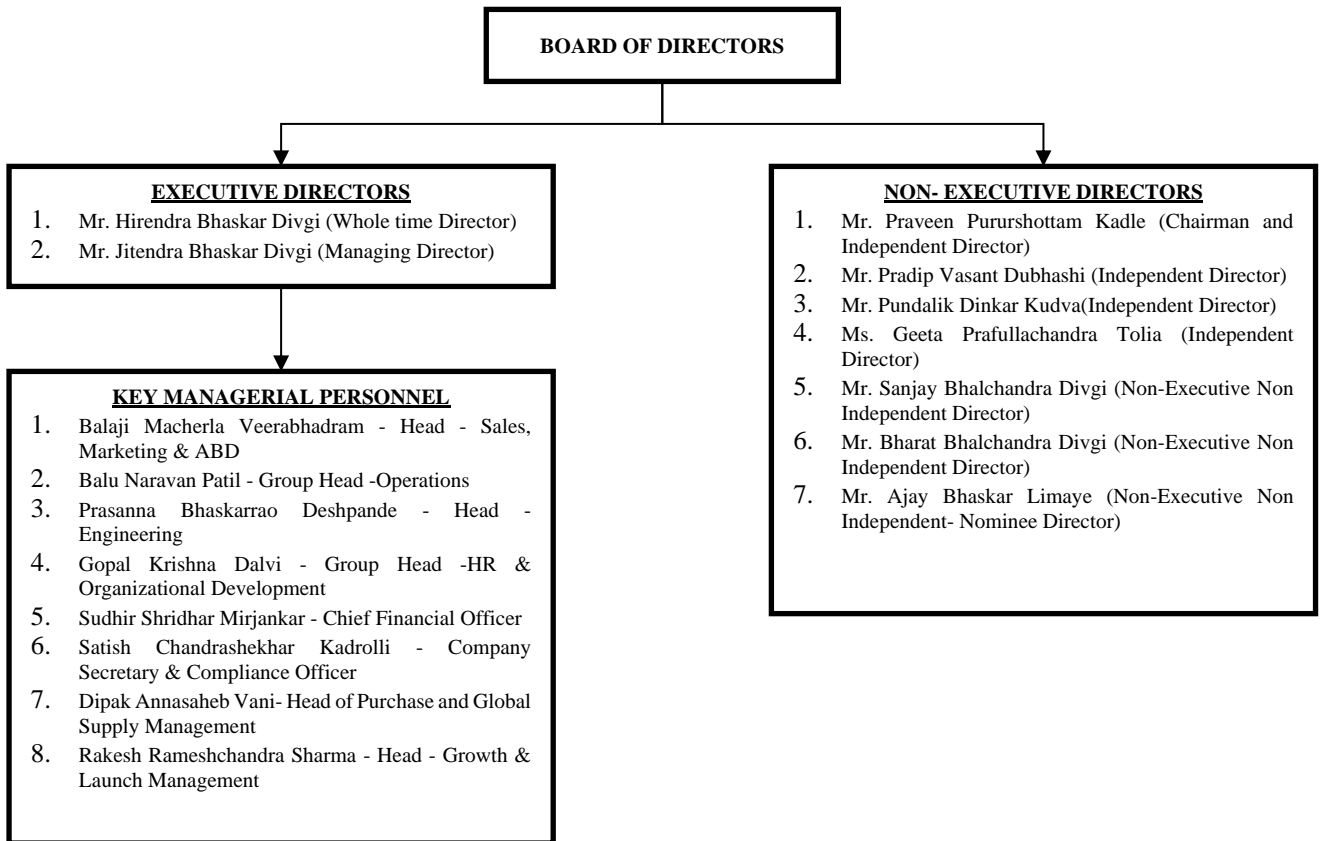 BOARD OF DIRECTORS
EXECUTIVE DIRECTORS
1. Mr. Hirendra Bhaskar Divgi (Whole time Director)
2. Mr. Jitendra Bhaskar Divgi (Managing Director)
KEY MANAGERIAL PERSONNEL
1. Balaji Macherla Veerabhadram - Head - Sales,
Marketing & ABD
2. Balu Naravan Patil - Group Head -Operations
3. Prasanna Bhaskarrao Deshpande - Head -
Engineering
4. Gopal Krishna Dalvi - Group Head -HR &
Organizational Development
5. Sudhir Shridhar Mirjankar - Chief Financial Officer
6. Satish Chandrashekhar Kadrolli - Company
Secretary & Compliance Officer
7. Dipak Annasaheb Vani- Head of Purchase and Global
Supply Management
8. Rakesh Rameshchandra Sharma - Head - Growth &
Launch Management
NON- EXECUTIVE DIRECTORS
1. Mr. Praveen Pururshottam Kadle (Chairman and
Independent Director)
2. Mr. Pradip Vasant Dubhashi (Independent Director)
3. Mr. Pundalik Dinkar Kudva(Independent Director)
4. Ms. Geeta Prafullachandra Tolia (Independent
Director)
5. Mr. Sanjay Bhalchandra Divgi (Non-Executive Non
Independent Director)
6. Mr. Bharat Bhalchandra Divgi (Non-Executive Non
Independent Director)
7. Mr. Ajay Bhaskar Limaye (Non-Executive Non
Independent- Nominee Director)